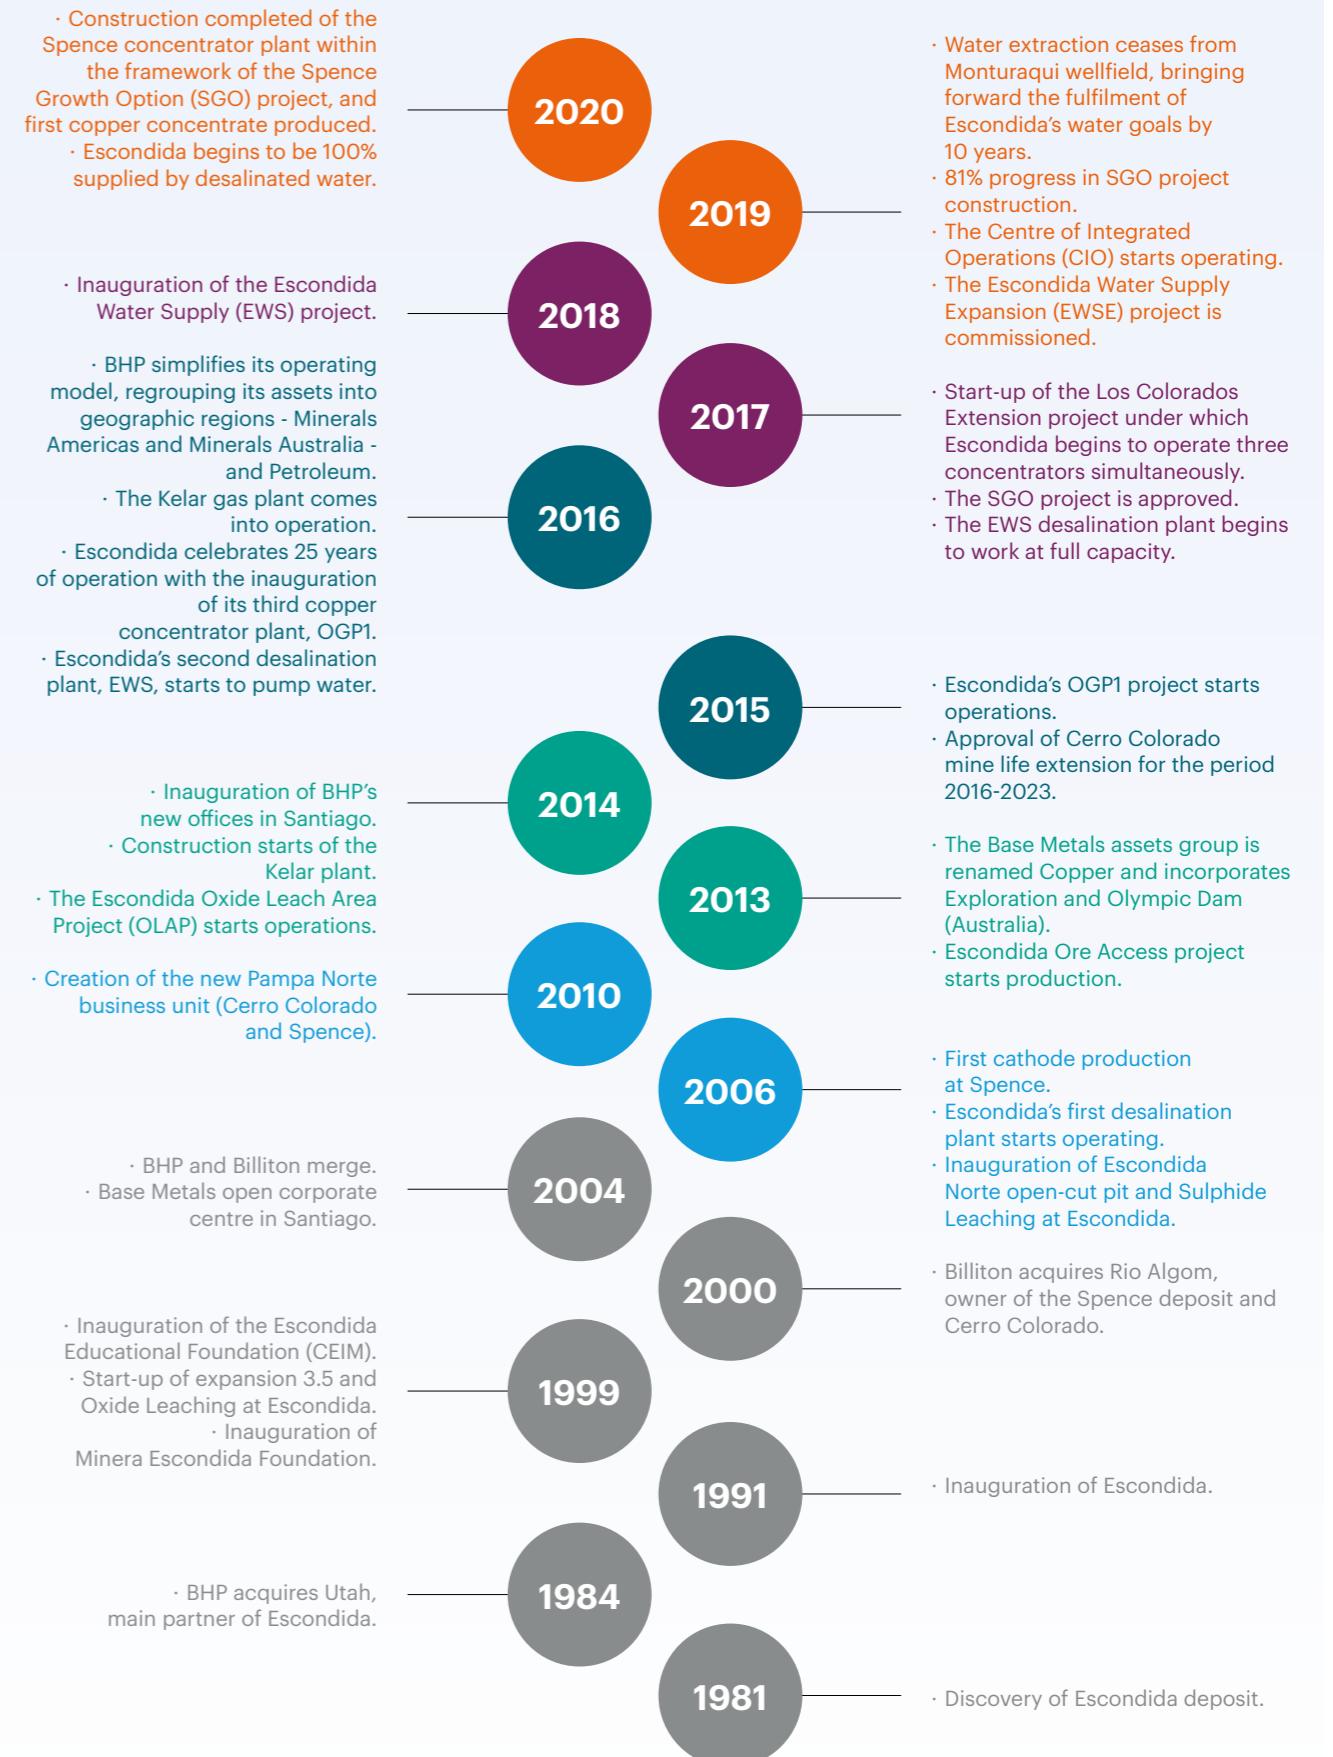 · Construction completed of the
Spence concentrator plant within
the framework of the Spence
Growth Option (SGO) project, and
first copper concentrate produced.
· Escondida begins to be 100%
supplied by desalinated water.
2020
· Water extraction ceases from
Monturaqui wellfield, bringing
forward the fulfilment of
Escondida's water goals by
10 years.
· 81% progress in SGO project
construction.
· The Centre of Integrated
Operations (CIO) starts operating.
· The Escondida Water Supply
Expansion (EWSE) project is
commissioned.
2019
· Inauguration of the Escondida
Water Supply (EWS) project.
2018
· Start-up of the Los Colorados
Extension project under which
Escondida begins to operate three
concentrators simultaneously.
· The SGO project is approved.
· The EWS desalination plant begins
to work at full capacity.
2017
· BHP simplifies its operating
model, regrouping its assets into
geographic regions - Minerals
Americas and Minerals Australia -
and Petroleum.
· The Kelar gas plant comes
into operation.
· Escondida celebrates 25 years
of operation with the inauguration
of its third copper
concentrator plant, OGP1.
· Escondida's second desalination
plant, EWS, starts to pump water.
2016
2015
· Escondida's OGP1 project starts
operations.
· Approval of Cerro Colorado
mine life extension for the period
2016-2023.
· Inauguration of BHP's
new offices in Santiago.
· Construction starts of the
Kelar plant.
· The Escondida Oxide Leach Area
Project (OLAP) starts operations.
2014
2013
· The Base Metals assets group is
renamed Copper and incorporates
Exploration and Olympic Dam
(Australia).
· Escondida Ore Access project
starts production.
· Creation of the new Pampa Norte
business unit (Cerro Colorado
and Spence).
2010
2006
· First cathode production
at Spence.
· Escondida's first desalination
plant starts operating.
· Inauguration of Escondida
Norte open-cut pit and Sulphide
Leaching at Escondida.
· BHP and Billiton merge.
· Base Metals open corporate
centre in Santiago.
2004
2000
· Billiton acquires Rio Algom,
owner of the Spence deposit and
Cerro Colorado.
· Inauguration of the Escondida
Educational Foundation (CEIM).
· Start-up of expansion 3.5 and
Oxide Leaching at Escondida.
· Inauguration of
Minera Escondida Foundation.
1999
1991
· Inauguration of Escondida.
· BHP acquires Utah,
main partner of Escondida.
1984
1981
· Discovery of Escondida deposit.